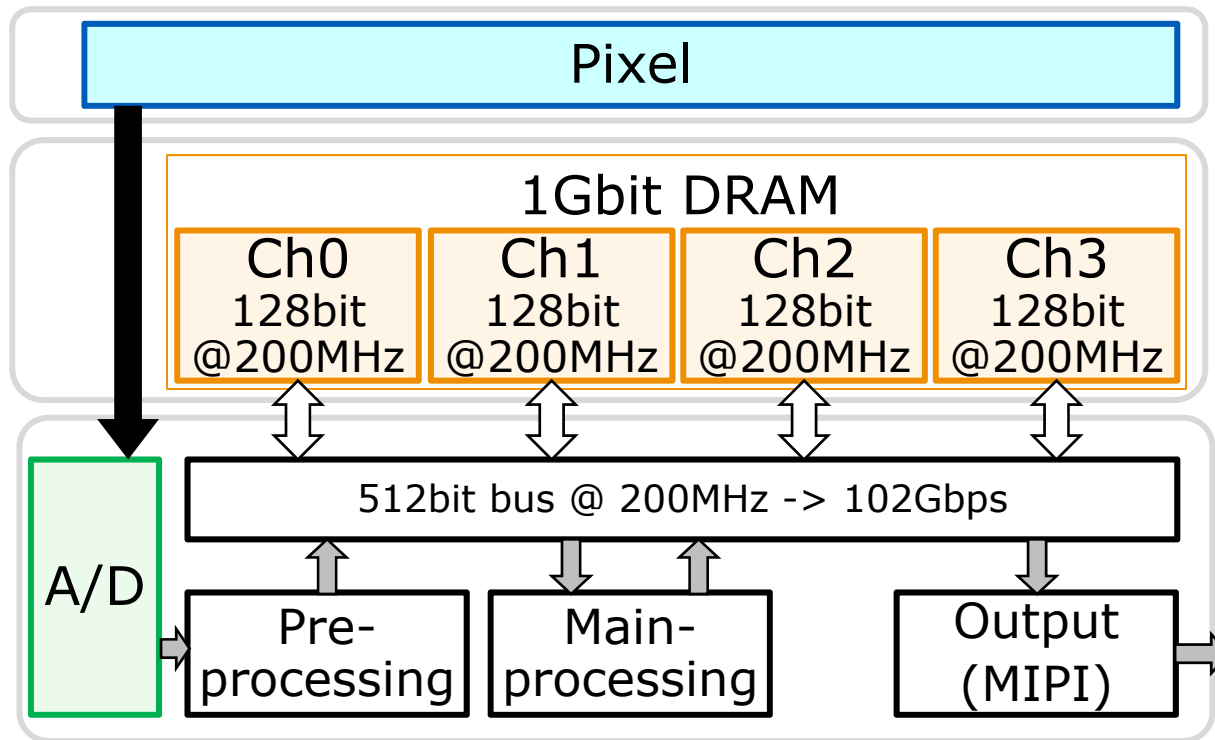 Pixel
1Gbit DRAM
Ch0
128bit
@200MHz
Ch1
128bit
@200MHz
Ch2
128bit
@200MHz
Ch3
128bit
@200MHz
512bit bus @ 200MHz -> 102Gbps
A/D
Pre-
processing
Main-
processing
Output
(MIPI)